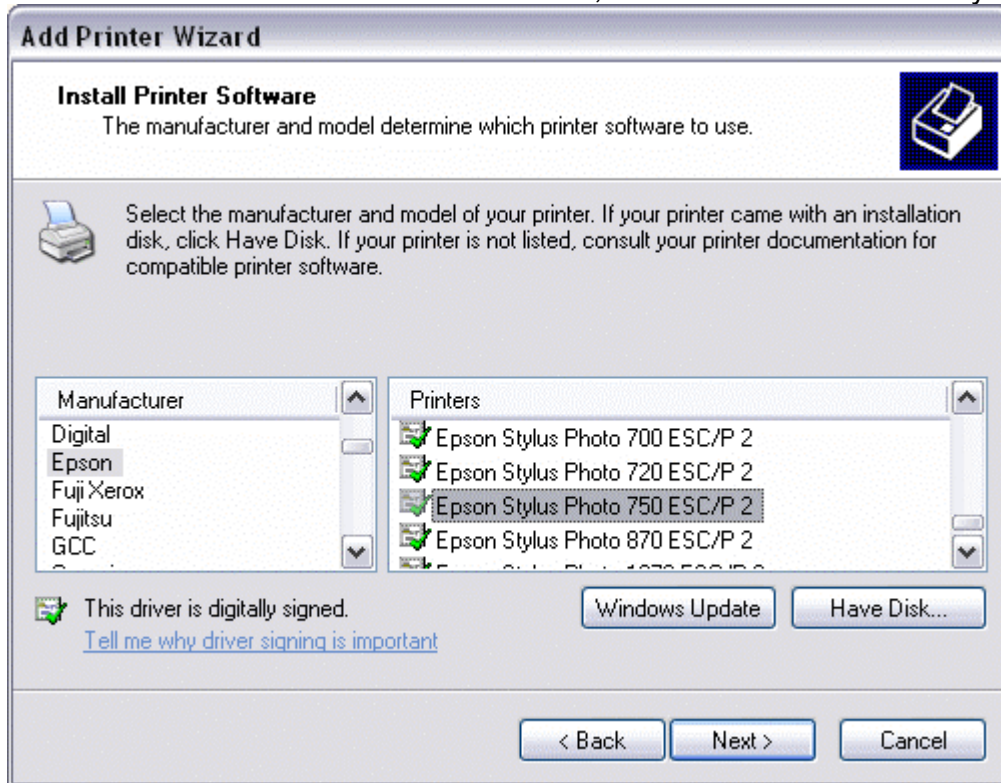 Add Printer Wizard
Install Printer Software
The manufacturer and model determine which printer software to use.
Select the manufacturer and model of your printer. If your printer came with an installation
disk, click Have Disk. If your printer is not listed, consult your printer documentation for
compatible printer software.
Manufacturer
Digital
Epson
Fuji Xerox
Fujitsu
GCC
Printers
Epson Stylus Photo 700 ESC/P 2
Epson Stylus Photo 720 ESC/P 2
Epson Stylus Photo 750 ESC/P 2
Epson Stylus Photo 870 ESC/P 2
This driver is digitally signed.
Tell me why driver signing is important
Windows Update
Have Disk...
< Back
Next >
Cancel